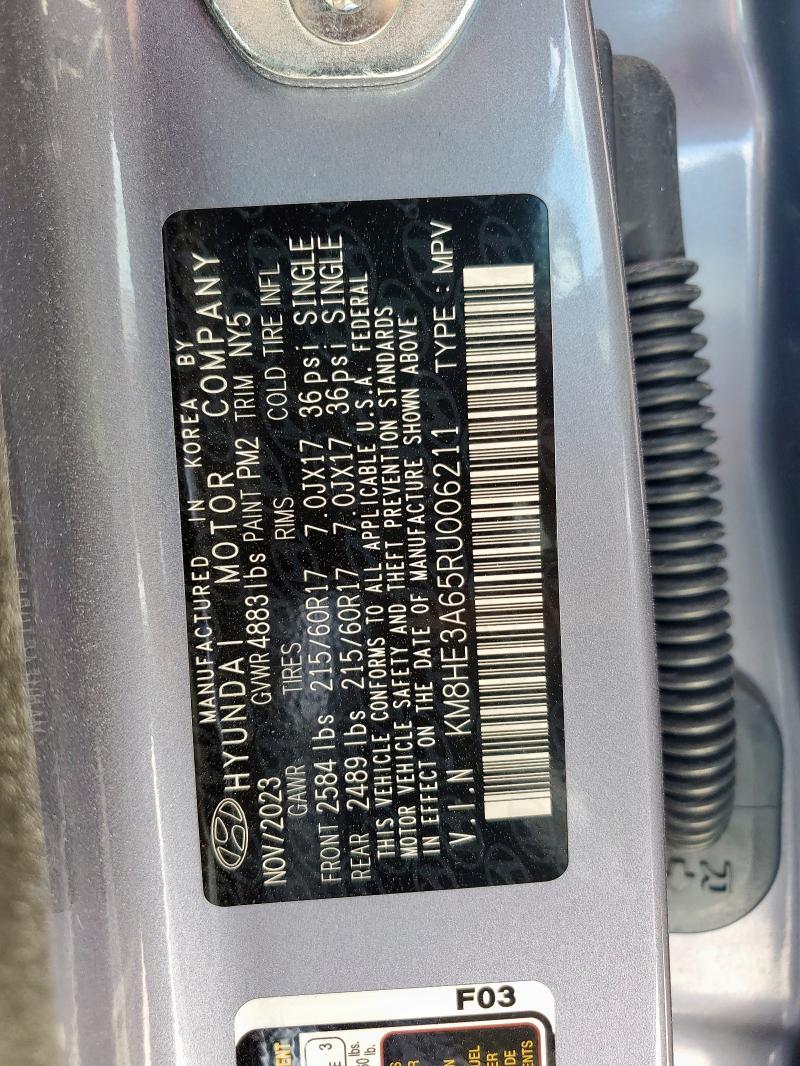 MANUFACTURED IN KOREA BY
HYUNDAI MOTOR COMPANY
NOV/2023 GVWR 4883 lbs PAINT PM2 TRIM NY5
GAWR TIRES RIMS COLD TIRE INFL
FRONT 2584 lbs 215/60R17 7.0JX17 36psi SINGLE
REAR 2489 lbs 215/60R17 7.0JX17 36psi SINGLE
THIS VEHICLE CONFORMS TO ALL APPLICABLE U.S.A. FEDERAL
MOTOR VEHICLE SAFETY AND THEFT PREVENTION STANDARDS
IN EFFECT ON THE DATE OF MANUFACTURE SHOWN ABOVE
V.I.N KM8HE3A65RU006211 TYPE : MPV
F03
3
lbs.
lb.